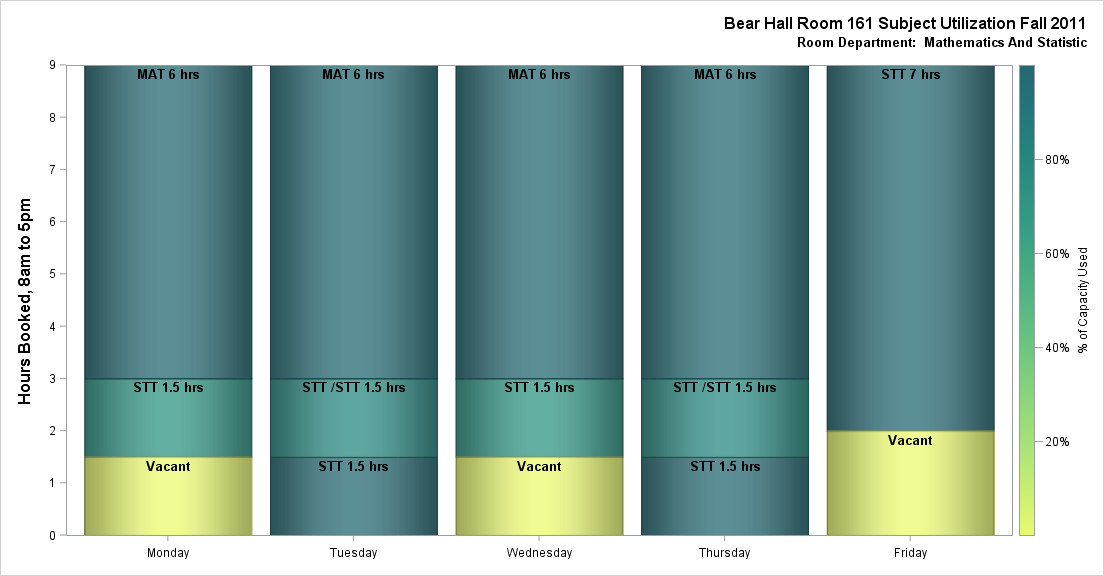 Bear Hall Room 161 Subject Utilization Fall 2011
Room Department:  Mathematics And Statistic
Hours Booked, 8am to 5pm
9
8
7
6
5
4
3
2
1
0
MAT 6 hrs
STT 1.5 hrs
Vacant
MAT 6 hrs
STT /STT 1.5 hrs
STT 1.5 hrs
MAT 6 hrs
STT 1.5 hrs
Vacant
MAT 6 hrs
STT /STT 1.5 hrs
STT 1.5 hrs
STT 7 hrs
Vacant
Monday
Tuesday
Wednesday
Thursday
Friday
80%
60%
40%
20%
% of Capacity Used